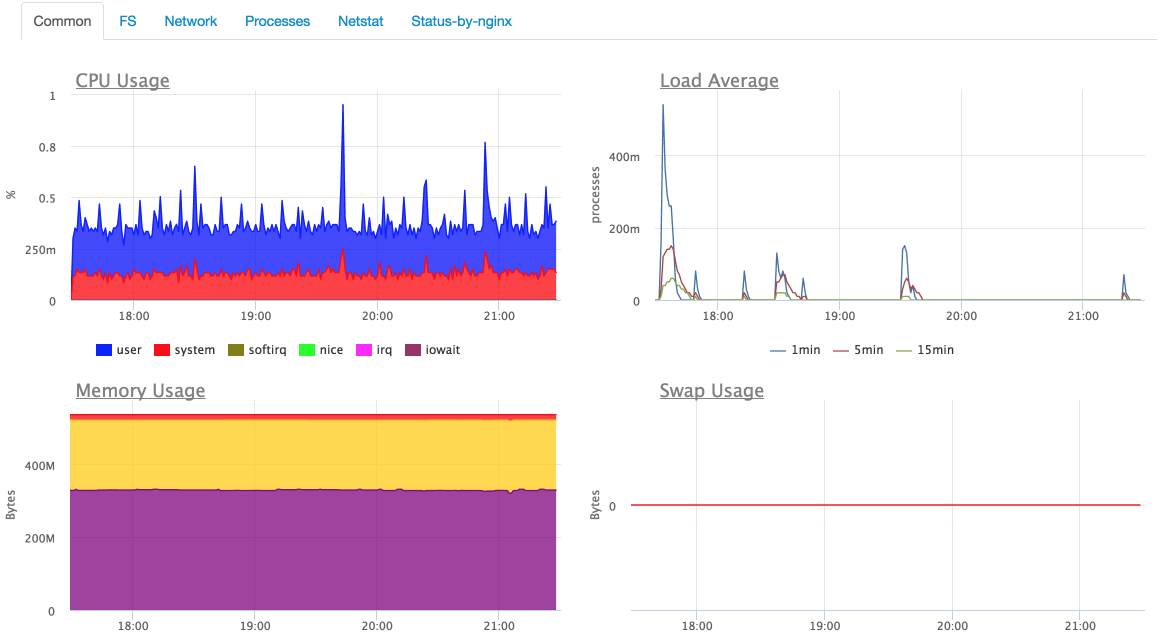 Common FS Network Processes Netstat Status-by-nginx
CPU Usage
1
0.8
0.5
250m
0
%
18:00 19:00 20:00 21:00
user system softirq nice irq iowait
Load Average
400m
200m
0
processes
18:00 19:00 20:00 21:00
1min 5min 15min
Memory Usage
400M
200M
0
Bytes
18:00 19:00 20:00 21:00
Swap Usage
0
Bytes
18:00 19:00 20:00 21:00